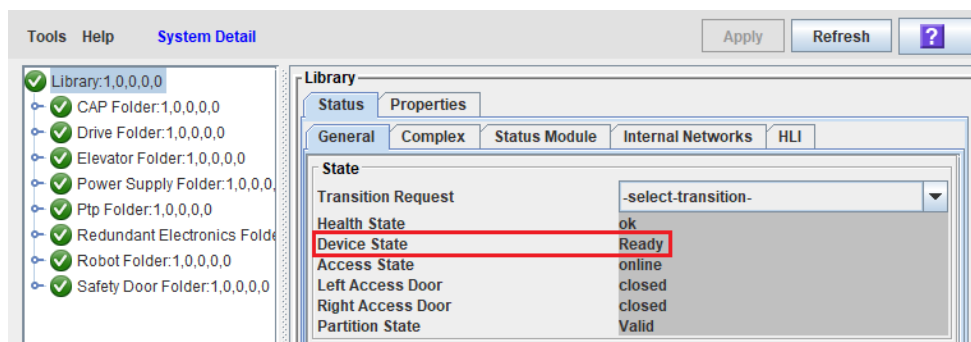 Tools Help System Detail
Apply Refresh ?
Library:1,0,0,0,0
CAP Folder:1,0,0,0,0
Drive Folder:1,0,0,0,0
Elevator Folder:1,0,0,0,0
Power Supply Folder:1,0,0,0,
Ptp Folder:1,0,0,0,0
Redundant Electronics Folde
Robot Folder:1,0,0,0,0
Safety Door Folder:1,0,0,0,0
Library
Status Properties
General Complex Status Module Internal Networks HLI
State
Transition Request -select-transition-
Health State ok
Device State Ready
Access State online
Left Access Door closed
Right Access Door closed
Partition State Valid